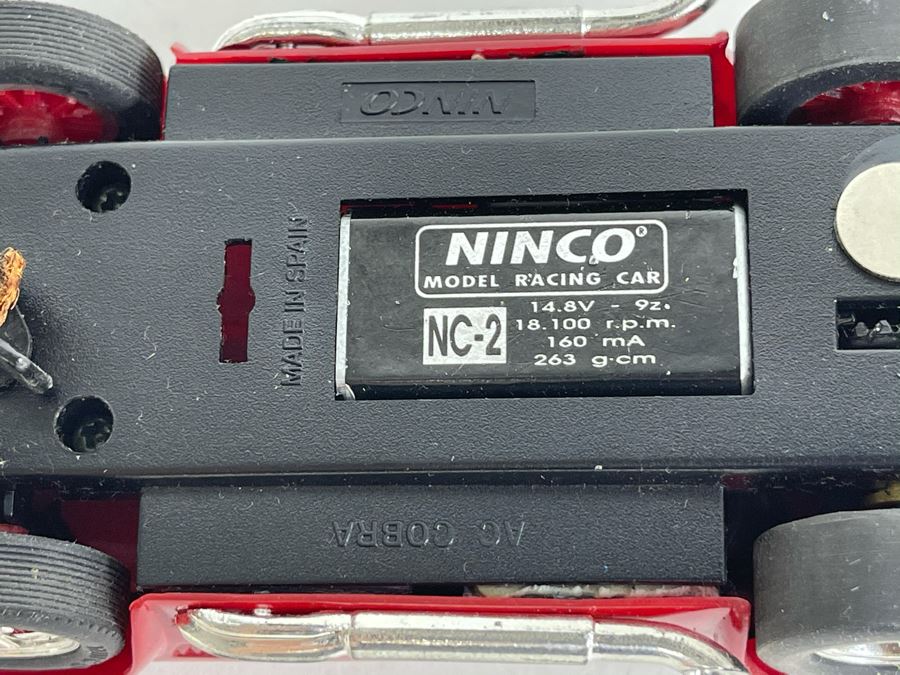 NINCO
MADE IN SPAIN
NINCO®
MODEL RACING CAR
NC-2
14.8V - 9z.
18.100 r.p.m.
160 mA
263 g·cm
AC COBRA